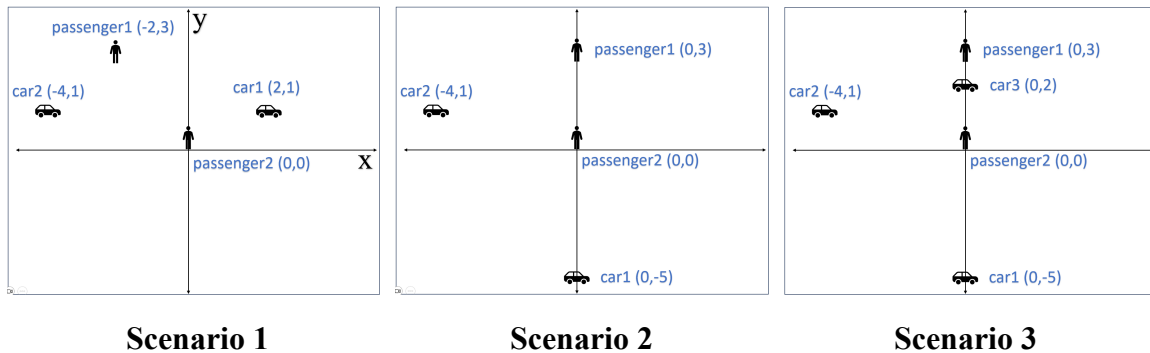 passenger1 (-2,3)
y
car2 (-4,1)
car1 (2,1)
x
passenger2 (0,0)
Scenario 1
passenger1 (0,3)
car2 (-4,1)
passenger2 (0,0)
car1 (0,-5)
Scenario 2
passenger1 (0,3)
car3 (0,2)
car2 (-4,1)
passenger2 (0,0)
car1 (0,-5)
Scenario 3